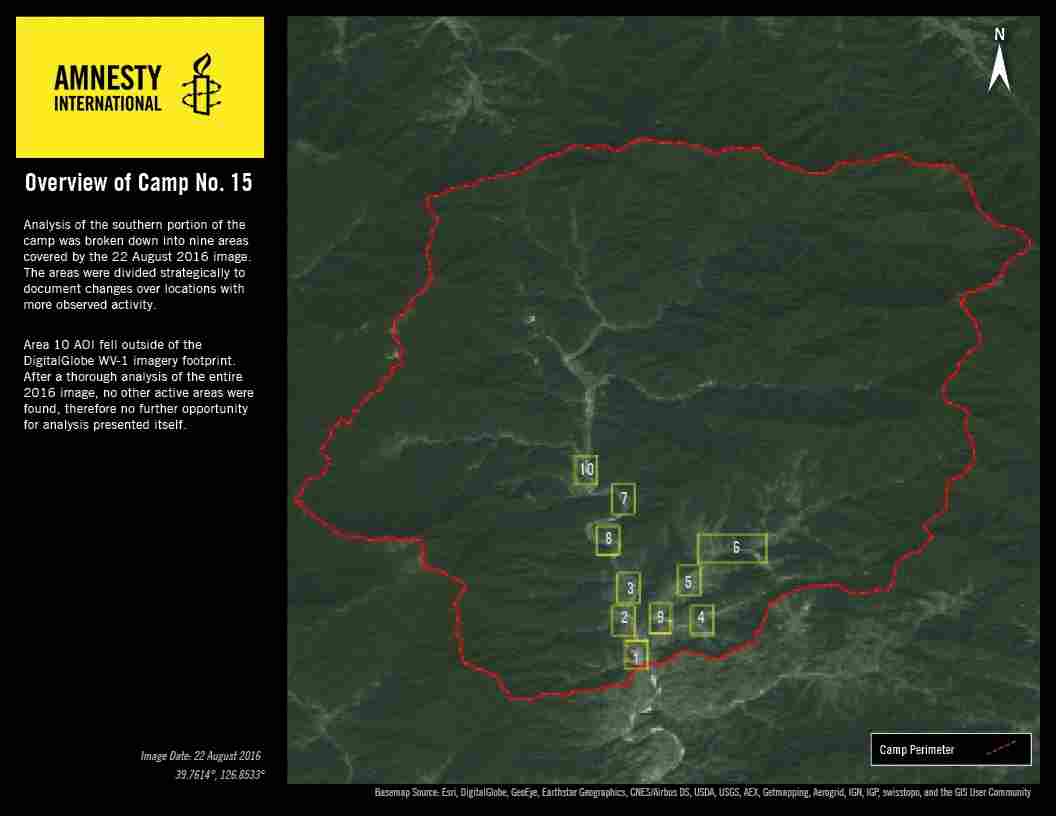 AMNESTY
INTERNATIONAL
Overview of Camp No. 15
Analysis of the southern portion of the
camp was broken down into nine areas
covered by the 22 August 2016 image.
The areas were divided strategically to
document changes over locations with
more observed activity.
Area 10 AOI fell outside of the
DigitalGlobe WV-1 imagery footprint.
After a thorough analysis of the entire
2016 image, no other active areas were
found, therefore no further opportunity
for analysis presented itself.
Image Date: 22 August 2016
39.7614°, 126.8533°
N
10
7
8
6
3
5
2
9
4
1
Camp Perimeter
Basemap Source: Esri, DigitalGlobe, GeoEye, Earthstar Geographics, CNES/Airbus DS, USDA, USGS, AEX, Getmapping, Aerogrid, IGN, IGP, swisstopo, and the GIS User Community